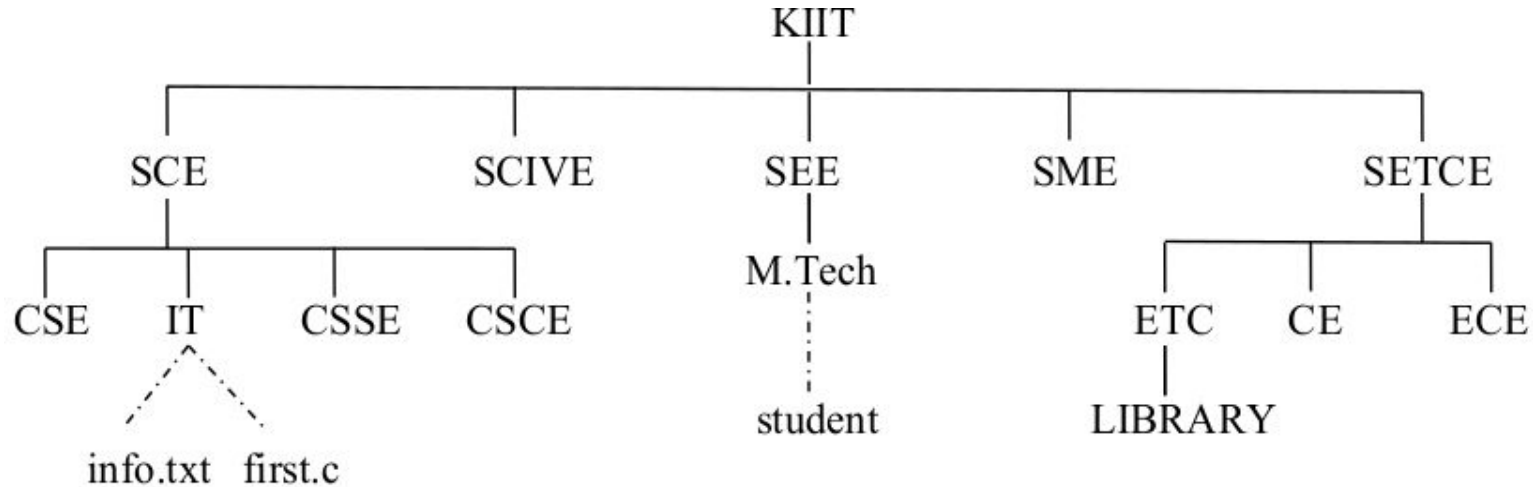 KIIT
SCE SCIVE SEE SME SETCE
M.Tech
CSE IT CSSE CSCE ETC CE ECE
student LIBRARY
info.txt first.c